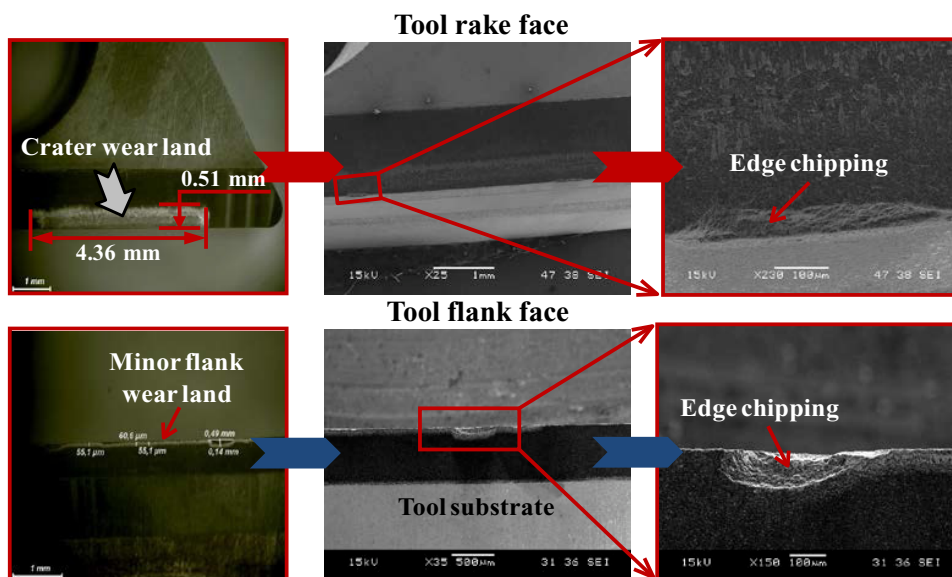 Tool rake face
Crater wear land
0.51 mm
4.36 mm
1 mm
15kV X25 1mm 47 38 SEI
Edge chipping
15kV X230 100µm 47.38 SEI
Tool flank face
Minor flank
wear land
60,6 µm
0,49 mm
55,1 µm
55,1 µm
0,14 mm
1 mm
Tool substrate
15kV X35 500µm 31 36 SEI
Edge chipping
15kV X150 100µm 31 36 SEI